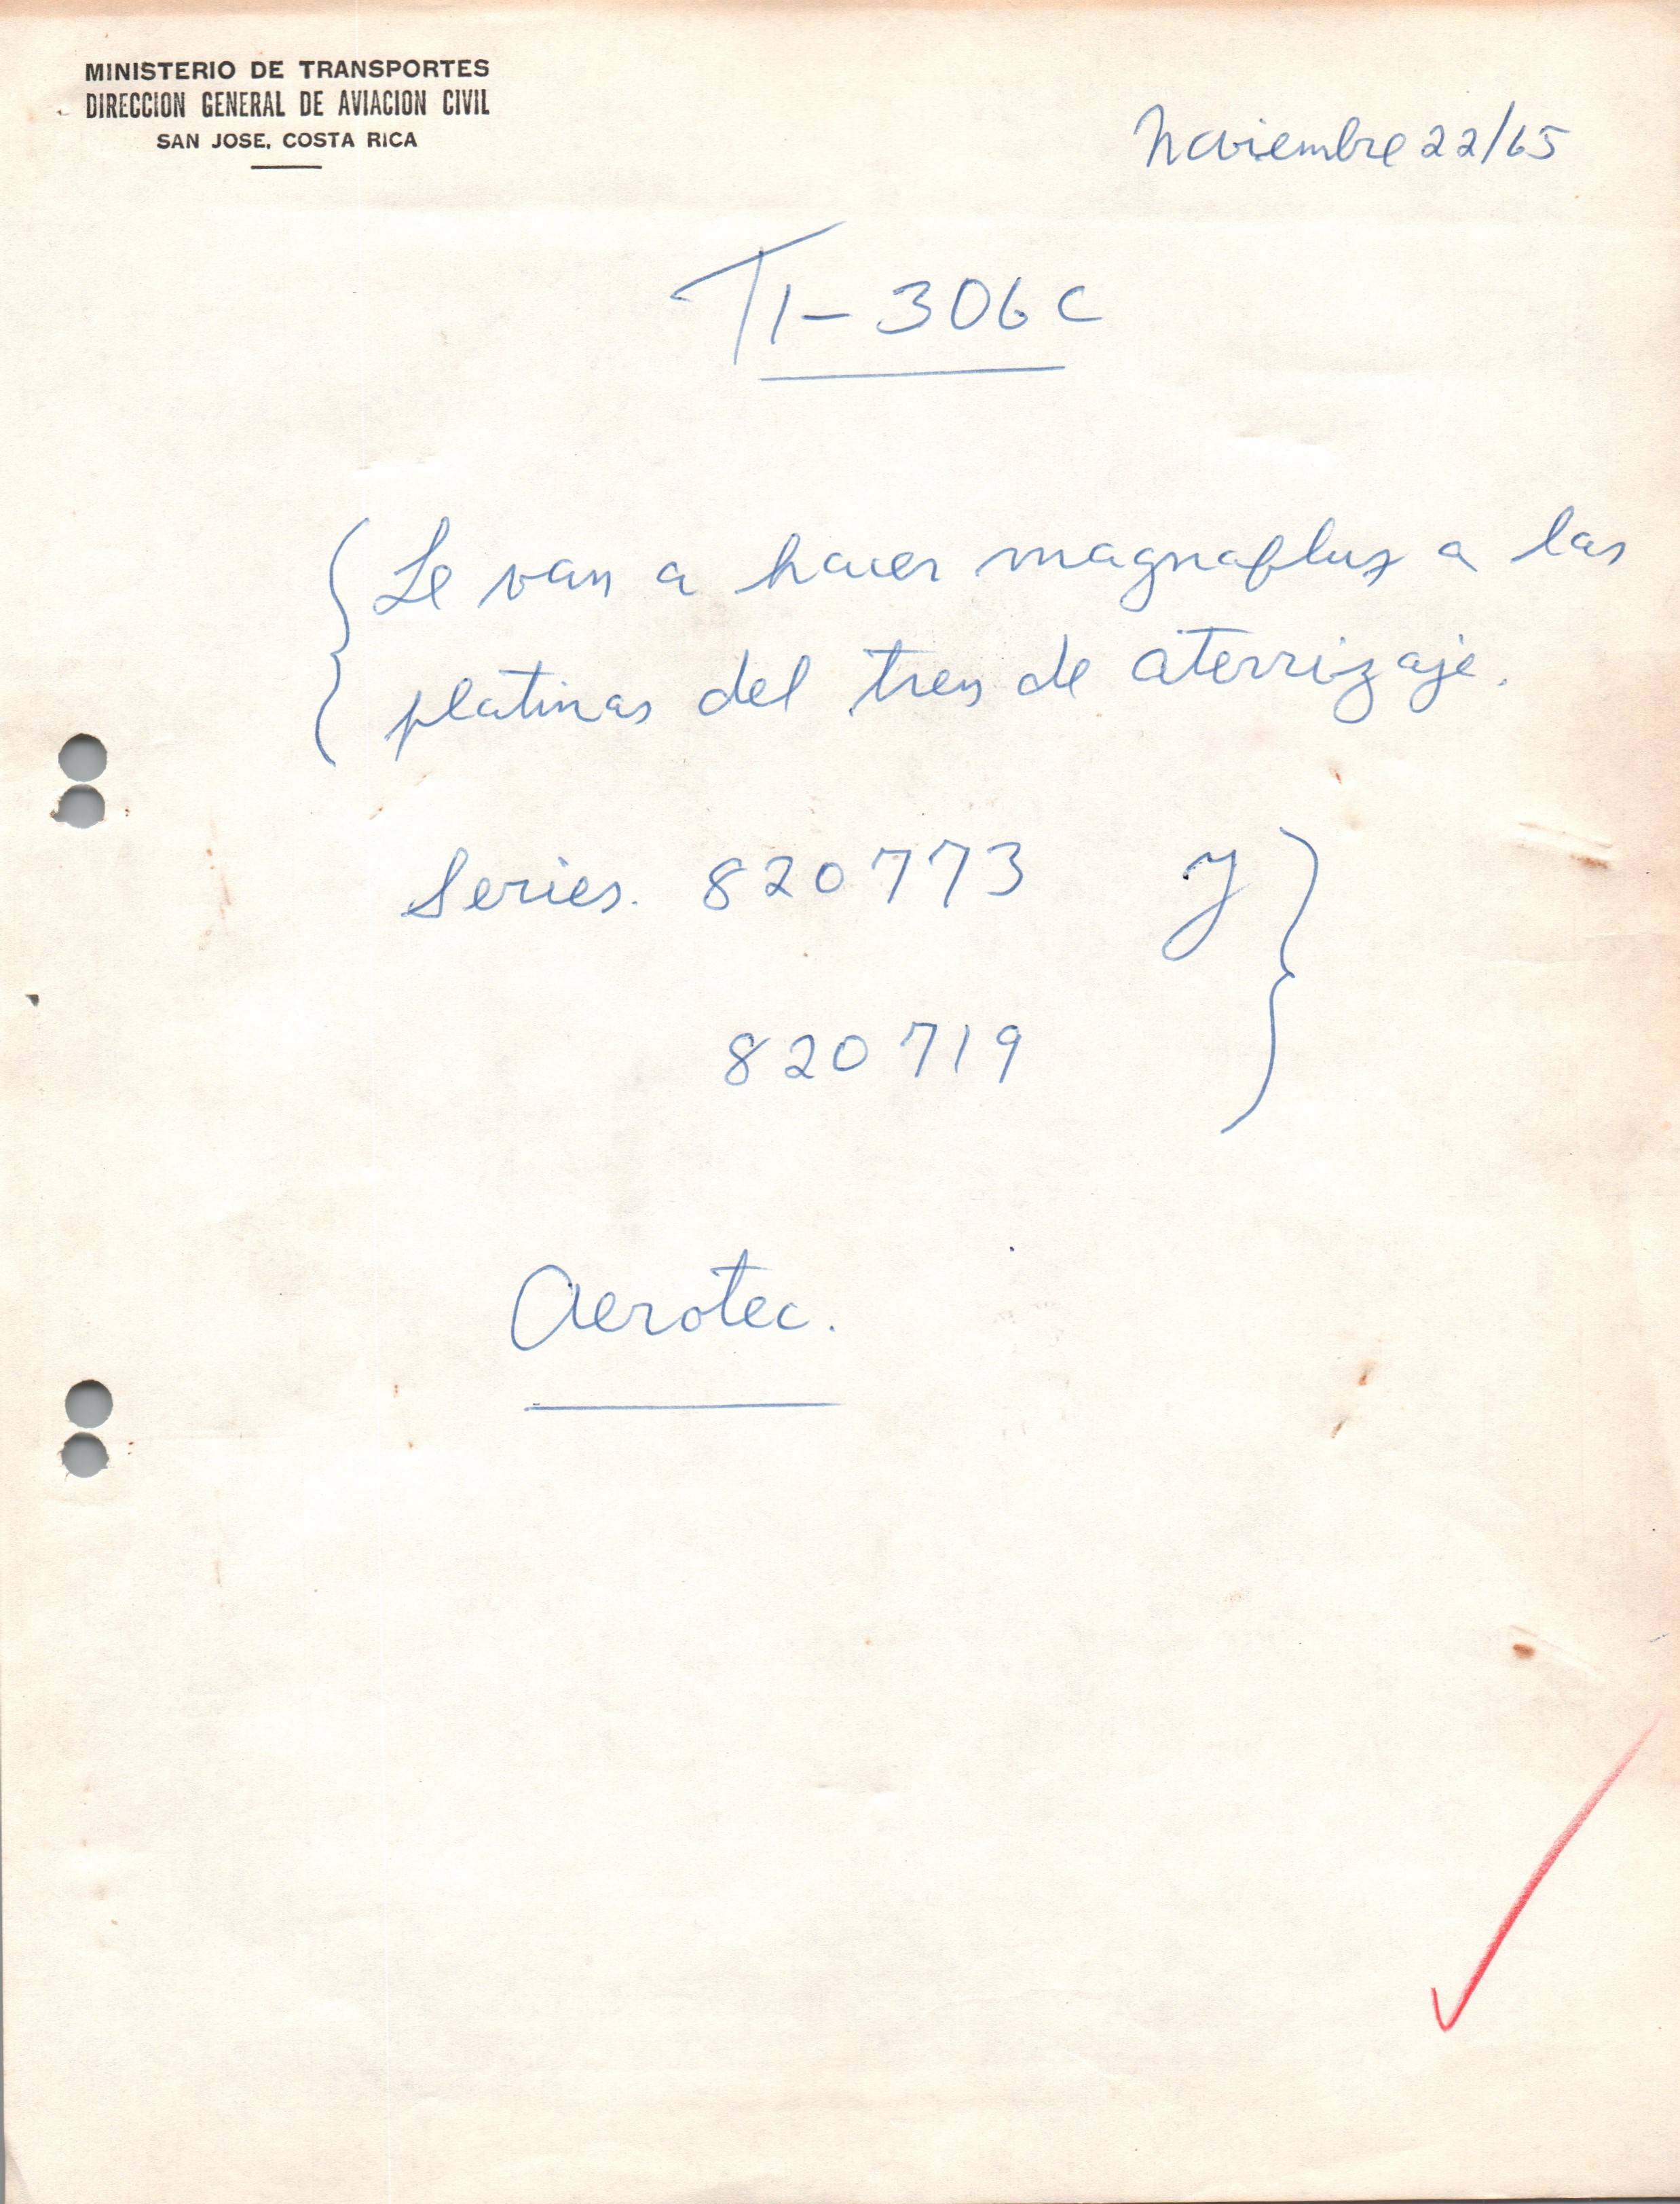 MINISTERIO DE TRANSPORTES
DIRECCION GENERAL DE AVIACION CIVIL
SAN JOSE, COSTA RICA
Noviembre 22/65
TI-306C
Le van a hacer magnaflux a las
platinas del tren de aterrizaje.
Series. 820773 y
820719
Aerotec.